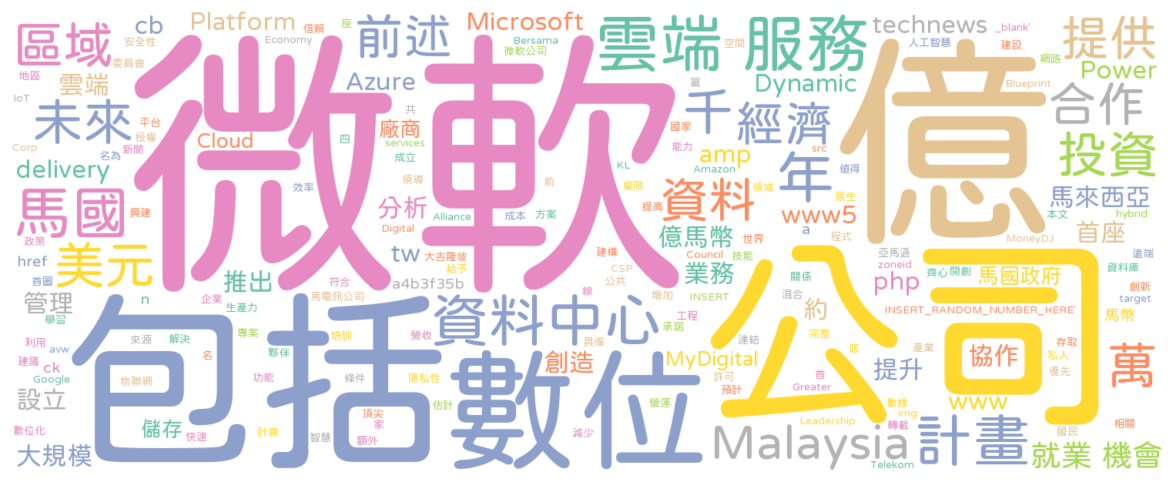 區域
cb
Platform
信賴
座
安全性
Economy
委員會
前述
Microsoft
Bersama
微軟公司
雲端 服務
空間
technews
_blank'
人工智慧
建設
網路
提供
地區
雲端
IoT
微軟
Azure
贏
Dynamic
億
Blueprint
Power
未來
平台
授權
Corp
名為
新聞
Cloud
四
共
廠商
services
成立
千
國家
能力
經濟
src
值得
合作
delivery
效率
領導
前
KL
amp
Amazon
年
領域
原生
投資
馬國
興建
分析
Alliance
成本
方案
權限
提高
資料
www5
a
程式
馬來西亞
本文
hybrid
政策
Digital
億馬幣
世界
MoneyDJ
首座
href
美元
首圖
tw
大吉隆坡
給予
建構
Council
技能
亞馬遜
zoneid
遠端
推出
a4b3f35b
CSP
公共
業務
關係
php
齊心
開創
馬國政府
資料庫
創新
管理
n
生產力
企業
符合
馬電訊公司
線
增加
INSERT
混合
約
公司
INSERT_RANDOM_NUMBER_HERE'
target
馬幣
學習
包括
資料中心
工程
承諾
利用
建議
avw
來源
解決
專案
培訓
營收
具備
連結
完整
ck
Google
夥伴
隱私性
創造
MyDigital
底
產業
協作
存取
私人
優先
萬
物聯網
名
功能
條件
數位
許可
預計
首
Greater
提升
設立
儲存
頂尖
家
估計
營運
數據
img
www
數位化
快速
計算
智慧
額外
減少
Malaysia
Leadership
轉載
計畫
國民
相關
大規模
Telekom
就業 機會